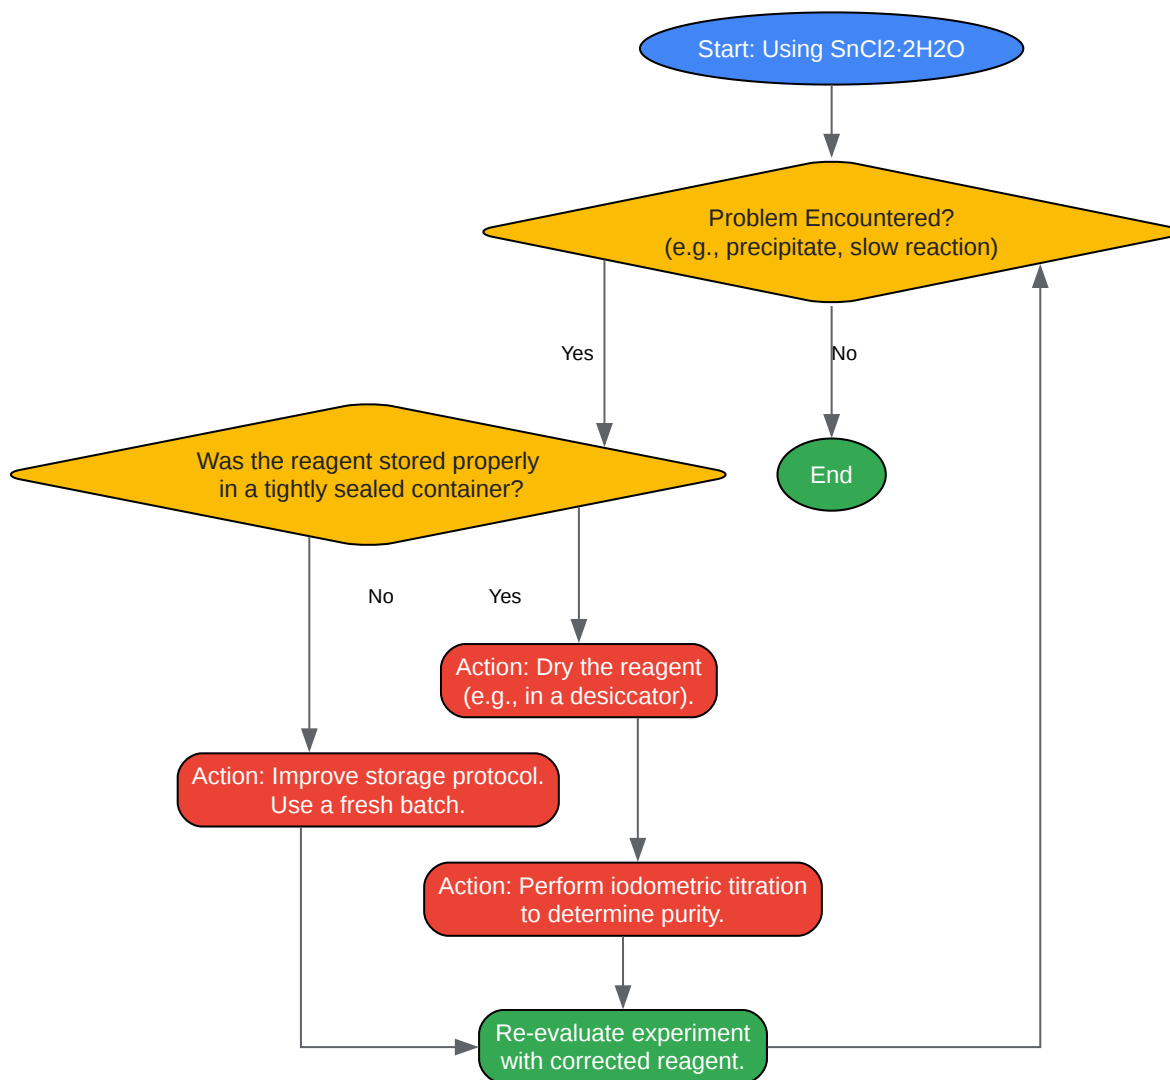 Start: Using SnCl2·2H2O
Problem Encountered?
(e.g., precipitate, slow reaction)
Yes
No
Was the reagent stored properly
in a tightly sealed container?
End
No
Yes
Action: Dry the reagent
(e.g., in a desiccator).
Action: Improve storage protocol.
Use a fresh batch.
Action: Perform iodometric titration
to determine purity.
Re-evaluate experiment
with corrected reagent.